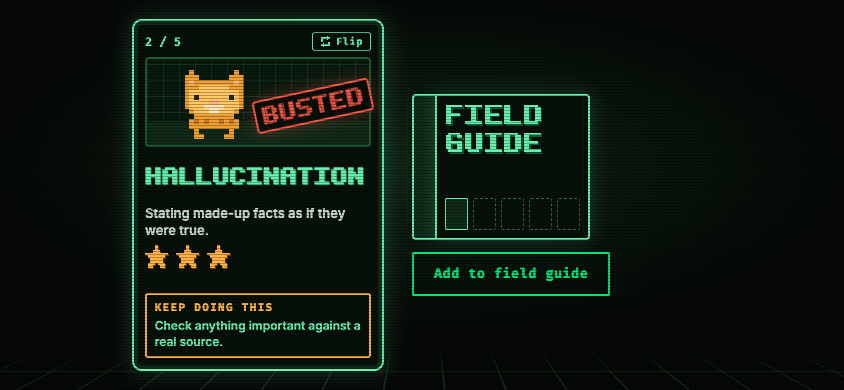 2 / 5
Flip
BUSTED
HALLUCINATION
Stating made-up facts as if they
were true.
KEEP DOING THIS
Check anything important against a
real source.
FIELD
GUIDE
Add to field guide